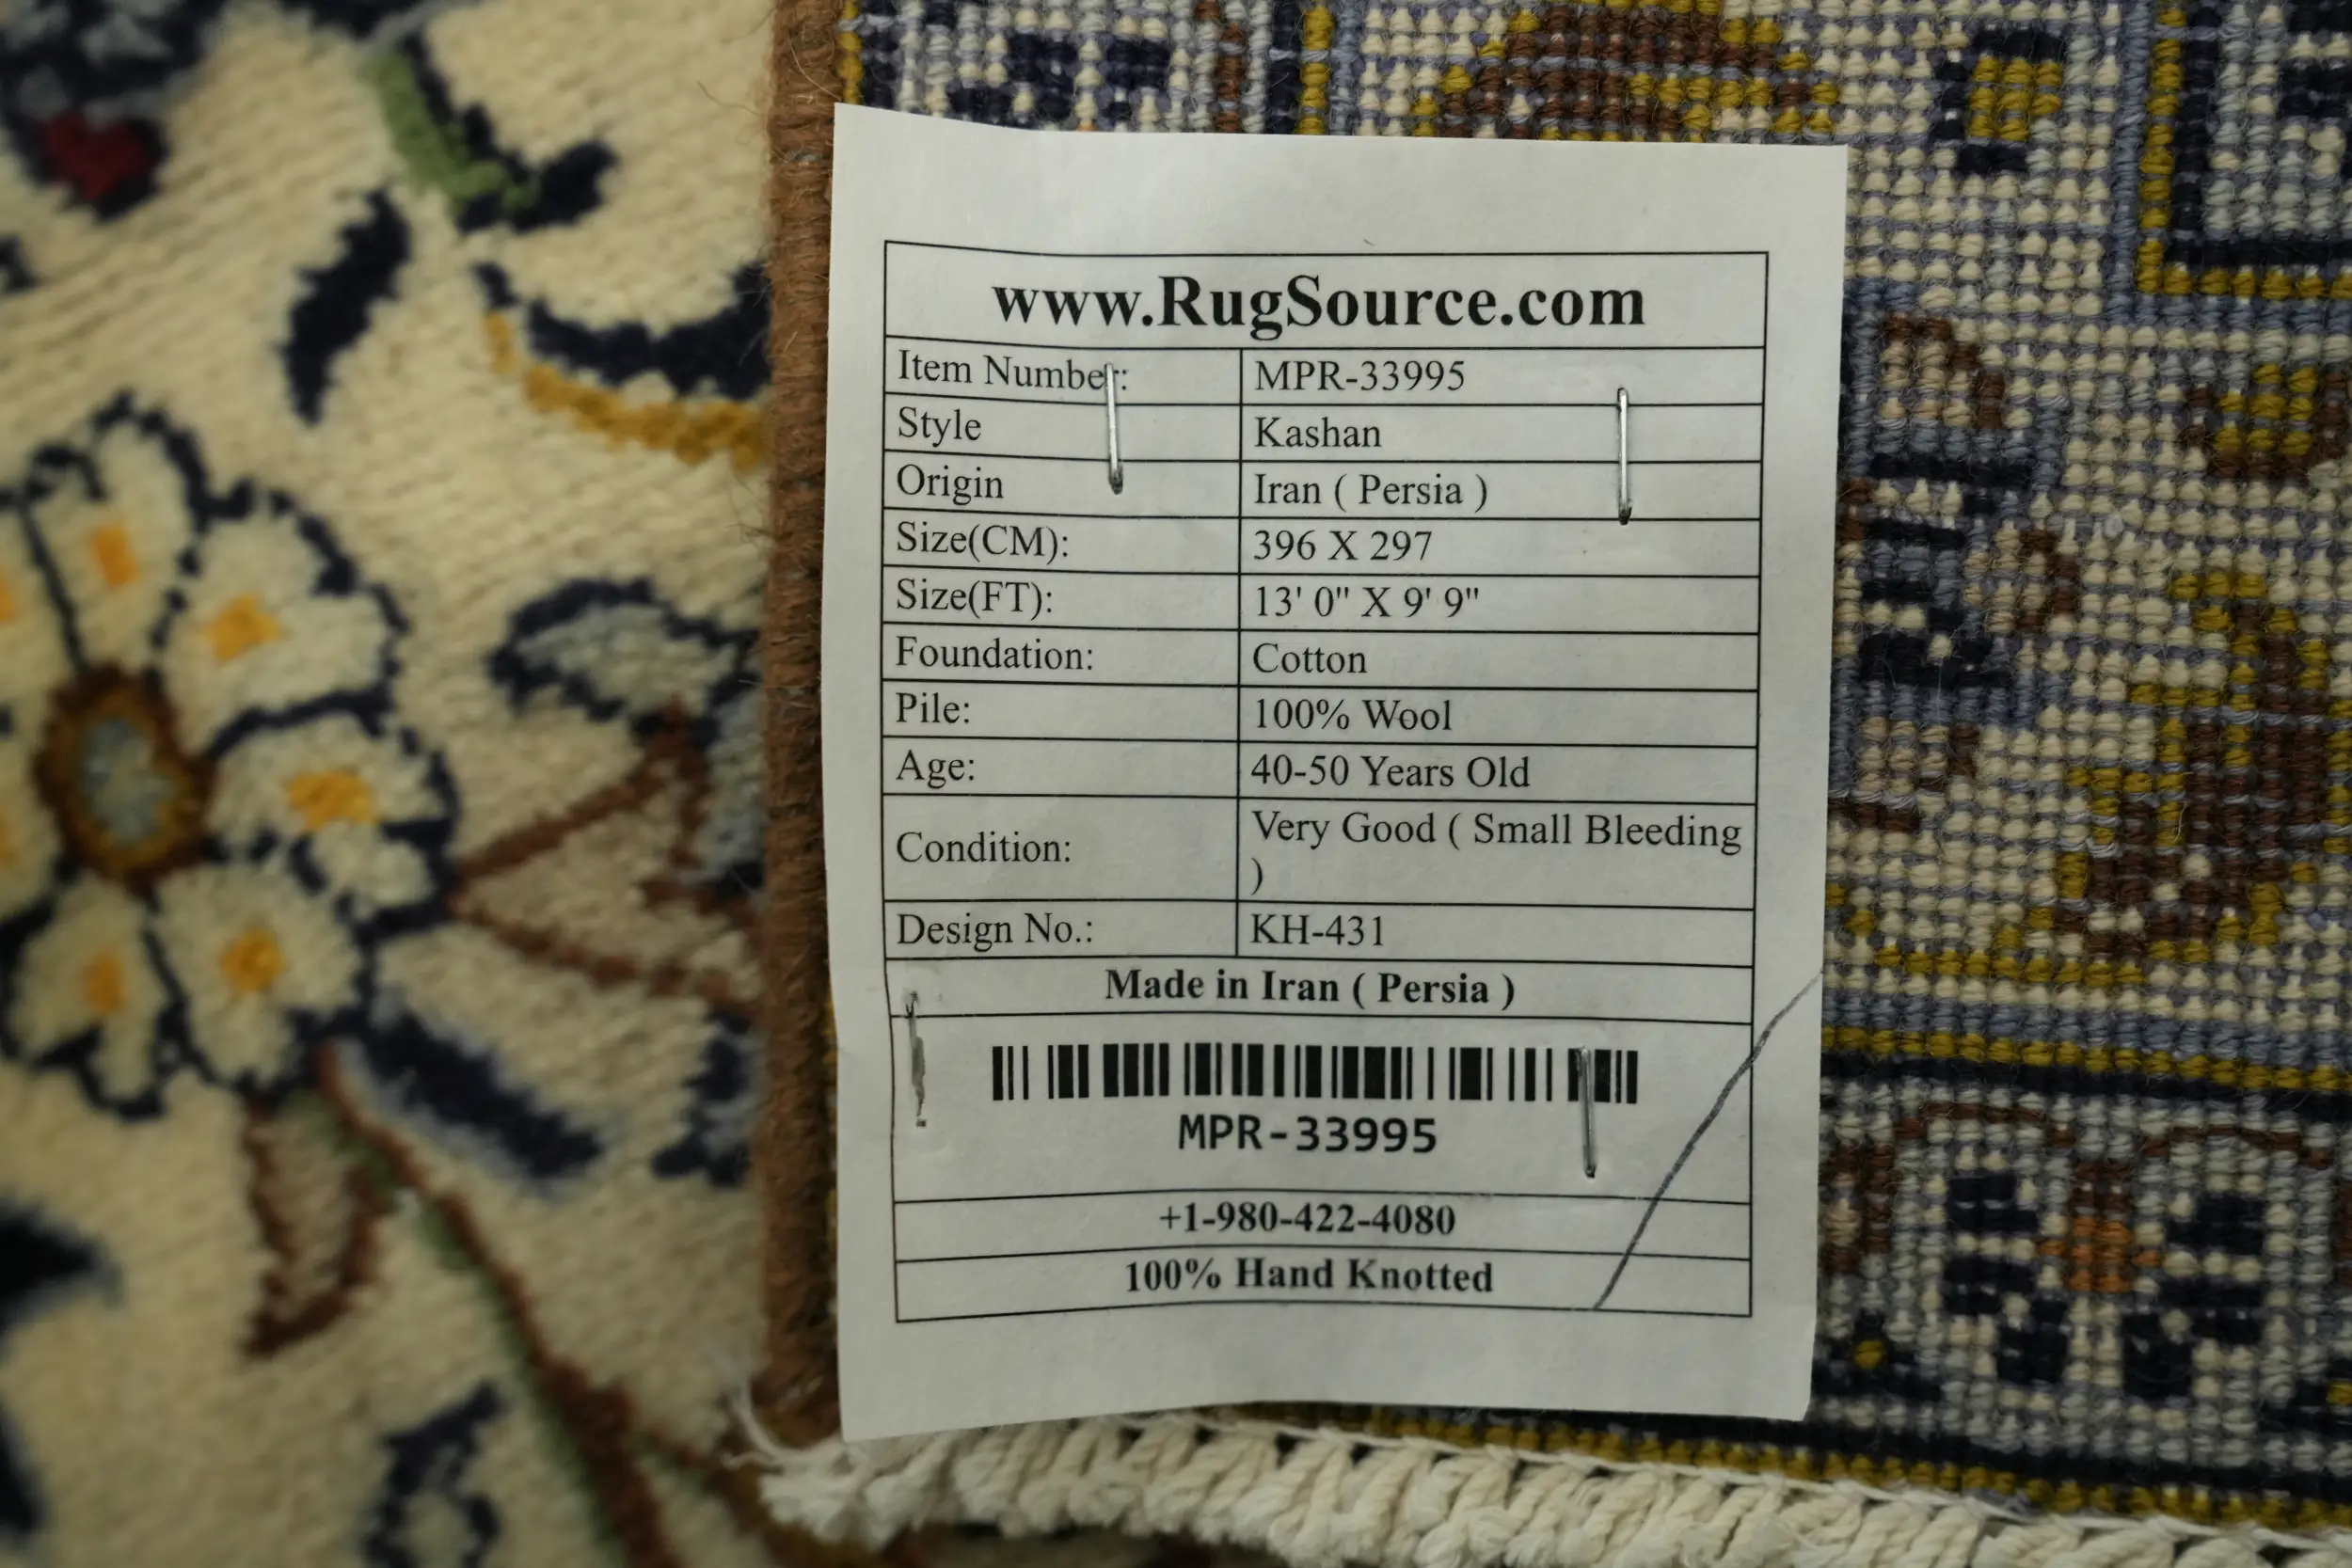 www.RugSource.com
Item Number: MPR-33995
Style Kashan
Origin Iran ( Persia )
Size(CM): 396 X 297
Size(FT): 13' 0" X 9' 9"
Foundation: Cotton
Pile: 100% Wool
Age: 40-50 Years Old
Condition: Very Good ( Small Bleeding
)
Design No.: KH-431
Made in Iran ( Persia )
MPR-33995
+1-980-422-4080
100% Hand Knotted